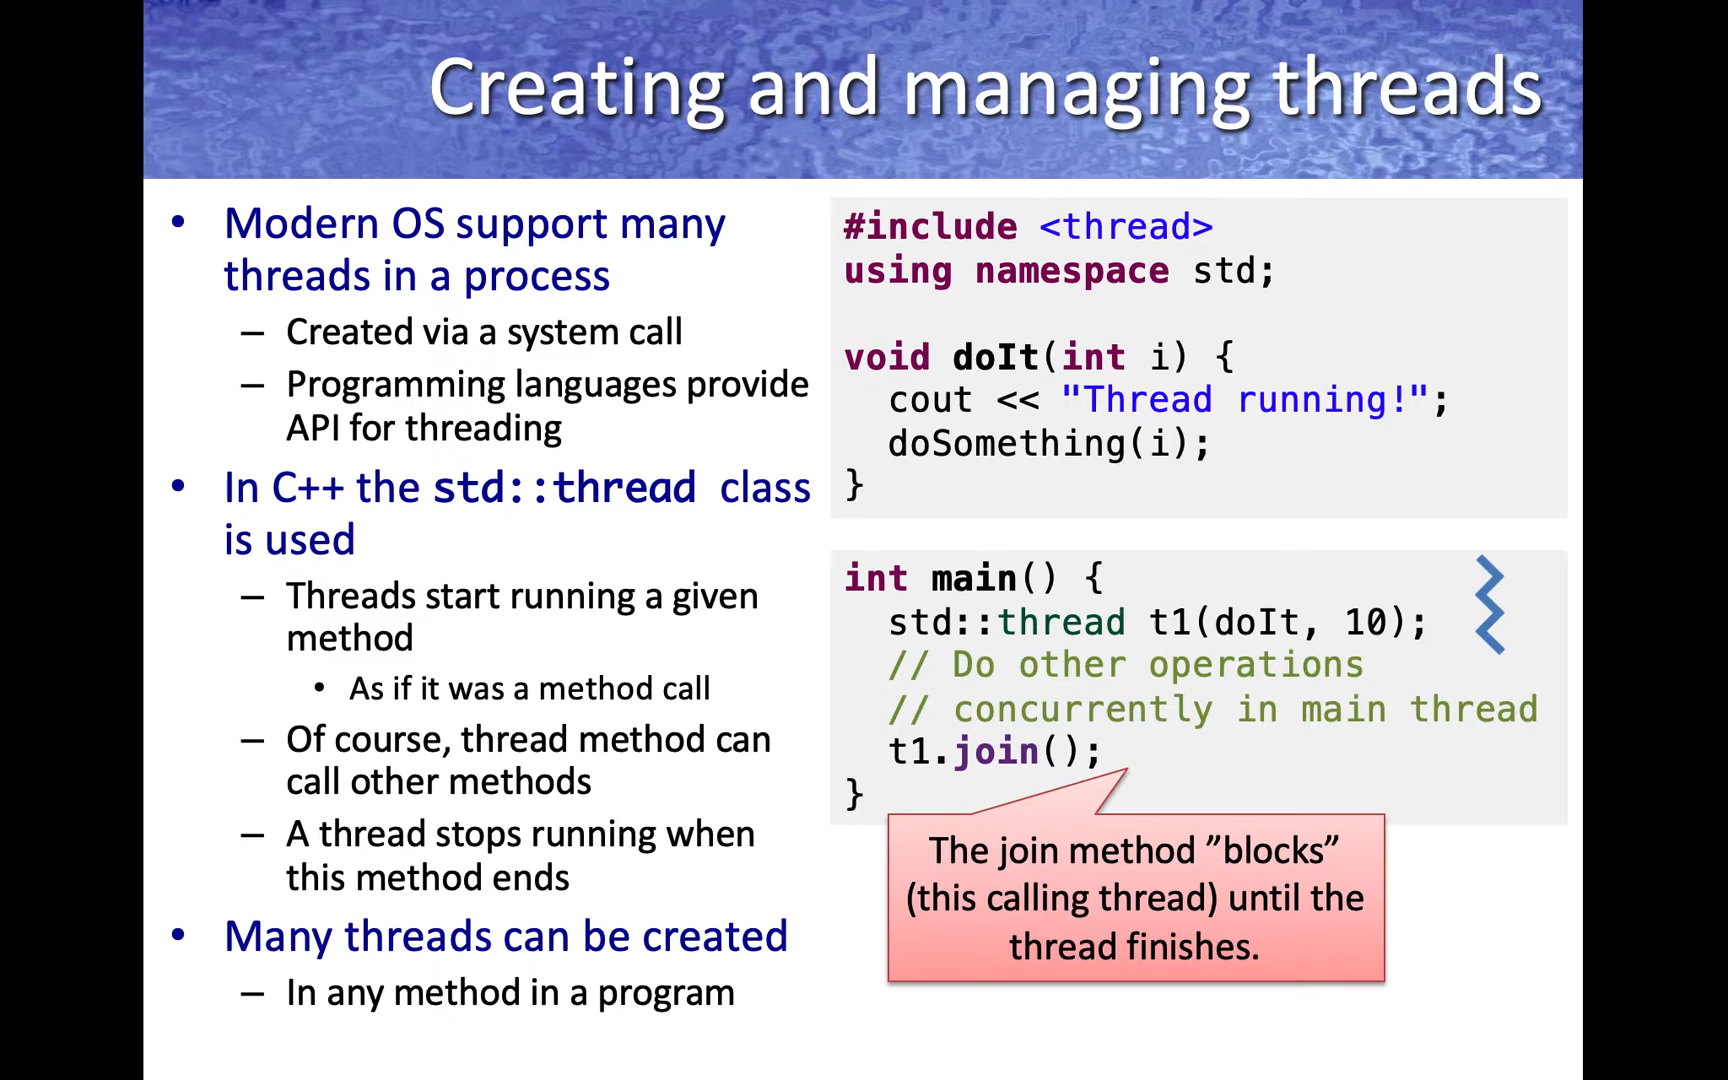 Creating and managing threads
• Modern OS support many
threads in a process
– Created via a system call
– Programming languages provide
API for threading
• In C++ the std::thread class
is used
– Threads start running a given
method
• As if it was a method call
– Of course, thread method can
call other methods
– A thread stops running when
this method ends
• Many threads can be created
– In any method in a program
#include <thread>
using namespace std;
void doIt(int i) {
cout << "Thread running!";
doSomething(i);
}
int main() {
std::thread t1(doIt, 10);
// Do other operations
// concurrently in main thread
t1.join();
}
The join method ”blocks”
(this calling thread) until the
thread finishes.